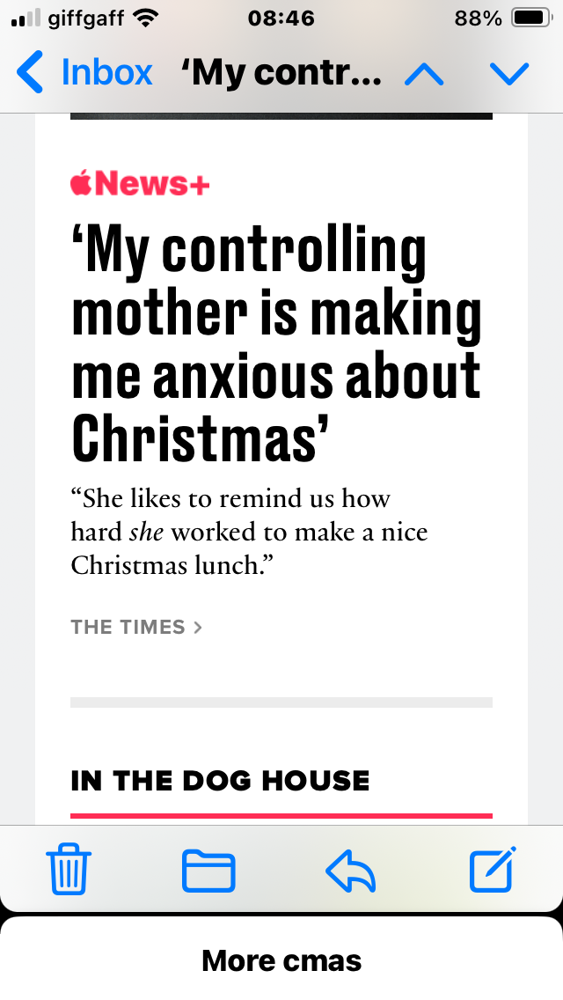 giffgaff 08:46 88%
Inbox ‘My contr...
News+
‘My controlling
mother is making
me anxious about
Christmas’
“She likes to remind us how
hard she worked to make a nice
Christmas lunch.”
THE TIMES >
IN THE DOG HOUSE
More cmas